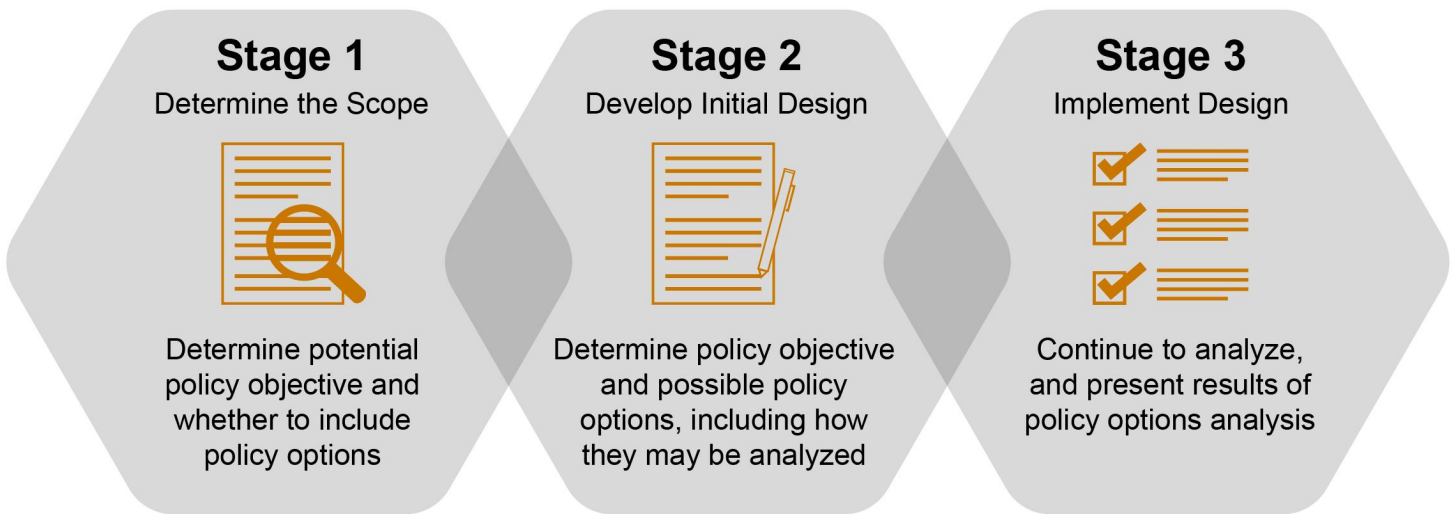 Stage 1
Determine the Scope
Determine potential
policy objective and
whether to include
policy options
Stage 2
Develop Initial Design
Determine policy objective
and possible policy
options, including how
they may be analyzed
Stage 3
Implement Design
Continue to analyze,
and present results of
policy options analysis